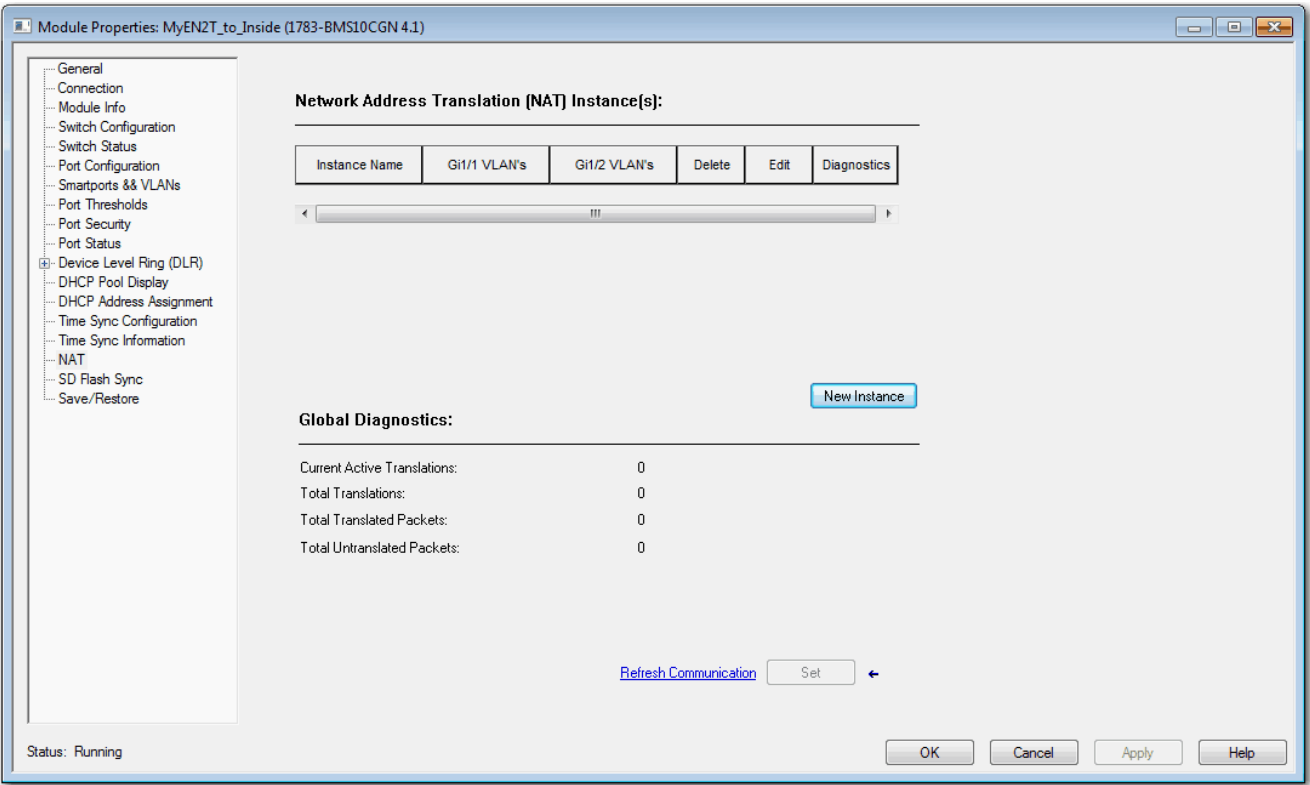 Module Properties: MyEN2T_to_Inside (1783-BMS10CGN 4.1)
General
Connection
Module Info
Switch Configuration
Switch Status
Port Configuration
Smartports && VLANs
Port Thresholds
Port Security
Port Status
Device Level Ring (DLR)
DHCP Pool Display
DHCP Address Assignment
Time Sync Configuration
Time Sync Information
NAT
SD Flash Sync
Save/Restore
Network Address Translation (NAT) Instance(s):
Instance Name Gi1/1 VLAN's Gi1/2 VLAN's Delete Edit Diagnostics
New Instance
Global Diagnostics:
Current Active Translations: 0
Total Translations: 0
Total Translated Packets: 0
Total Untranslated Packets: 0
Refresh Communication Set
Status: Running
OK Cancel Apply Help